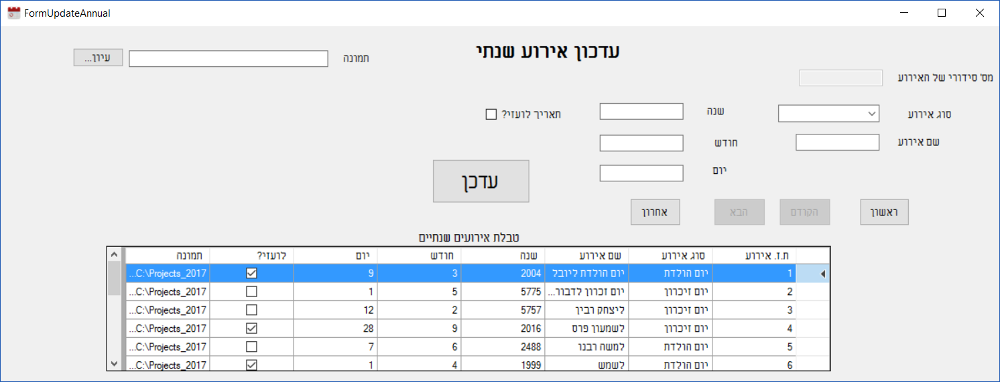 FormUpdateAnnual
עדכון אירוע שנתי
תמונה
עיון...
מס' סידורי של האירוע
סוג אירוע
שנה
תאריך לועזי?
שם אירוע
חודש
יום
עדכן
ראשון
הקודם
הבא
אחרון
טבלת אירועים שנתיים
ת.ז. אירוע סוג אירוע שם אירוע שנה חודש יום לועזי? תמונה
1 יום הולדת יום הולדת ליובל 2004 3 9 C:\Projects_2017...
2 יום זיכרון יום זכרון לדבור... 5775 5 1 C:\Projects_2017...
3 יום זיכרון ליצחק רבין 5757 2 12 C:\Projects_2017...
4 יום זיכרון לשמעון פרס 2016 9 28 C:\Projects_2017...
5 יום הולדת למשה רבנו 2488 6 7 C:\Projects_2017...
6 יום הולדת לשמש 1999 4 1 C:\Projects_2017...